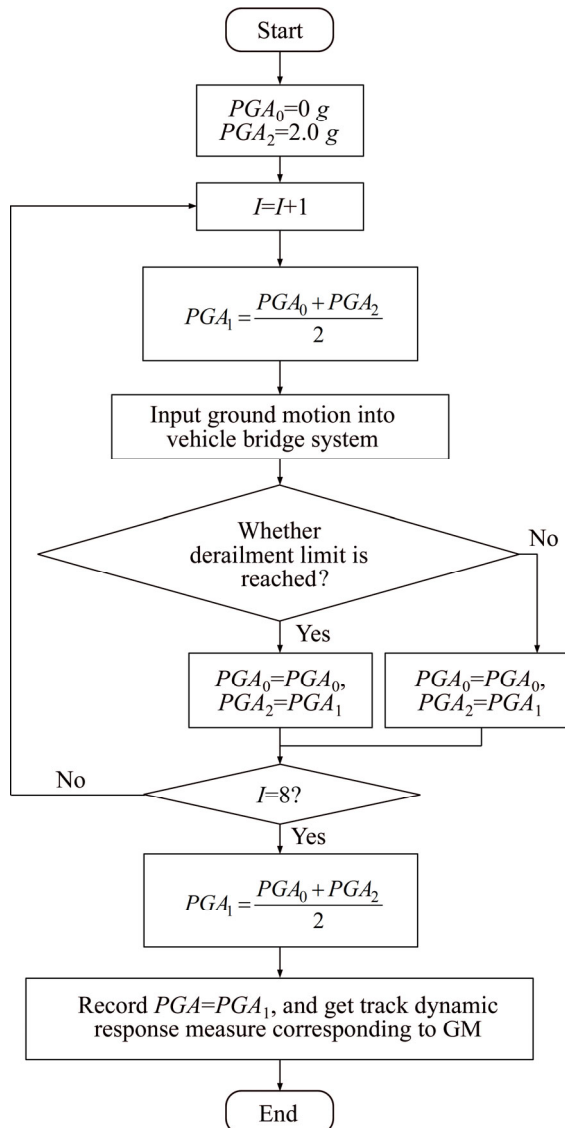 Start
PGA₀=0 g
PGA₂=2.0 g
I=I+1
PGA₁ = (PGA₀ + PGA₂) / 2
Input ground motion into
vehicle bridge system
Whether
derailment limit is
reached?
No
Yes
PGA₀=PGA₀,
PGA₂=PGA₁
PGA₀=PGA₀,
PGA₂=PGA₁
No
I=8?
Yes
PGA₁ = (PGA₀ + PGA₂) / 2
Record PGA=PGA₁, and get track dynamic
response measure corresponding to GM
End